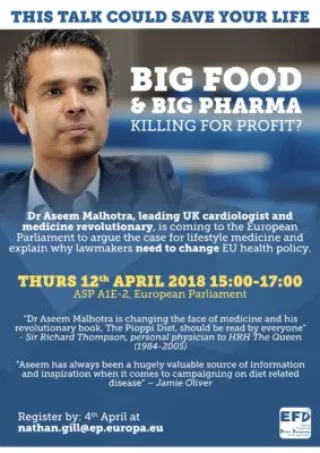 THIS TALK COULD SAVE YOUR LIFE
BIG FOOD
& BIG PHARMA
KILLING FOR PROFIT?
Dr Aseem Malhotra, leading UK cardiologist and
medicine revolutionary, is coming to the European
Parliament to argue the case for lifestyle medicine and
explain why lawmakers need to change EU health policy.
THURS 12th APRIL 2018 15:00-17:00
ASP A1E-2, European Parliament
"Dr Aseem Malhotra is changing the face of medicine and his
revolutionary book, The Pioppi Diet, should be read by everyone"
- Sir Richard Thompson, personal physician to HRH The Queen
(1984-2005)
"Aseem has always been a hugely valuable source of information
and inspiration when it comes to campaigning on diet related
disease" – Jamie Oliver
Register by: 4th April at
nathan.gill@ep.europa.eu
EFD